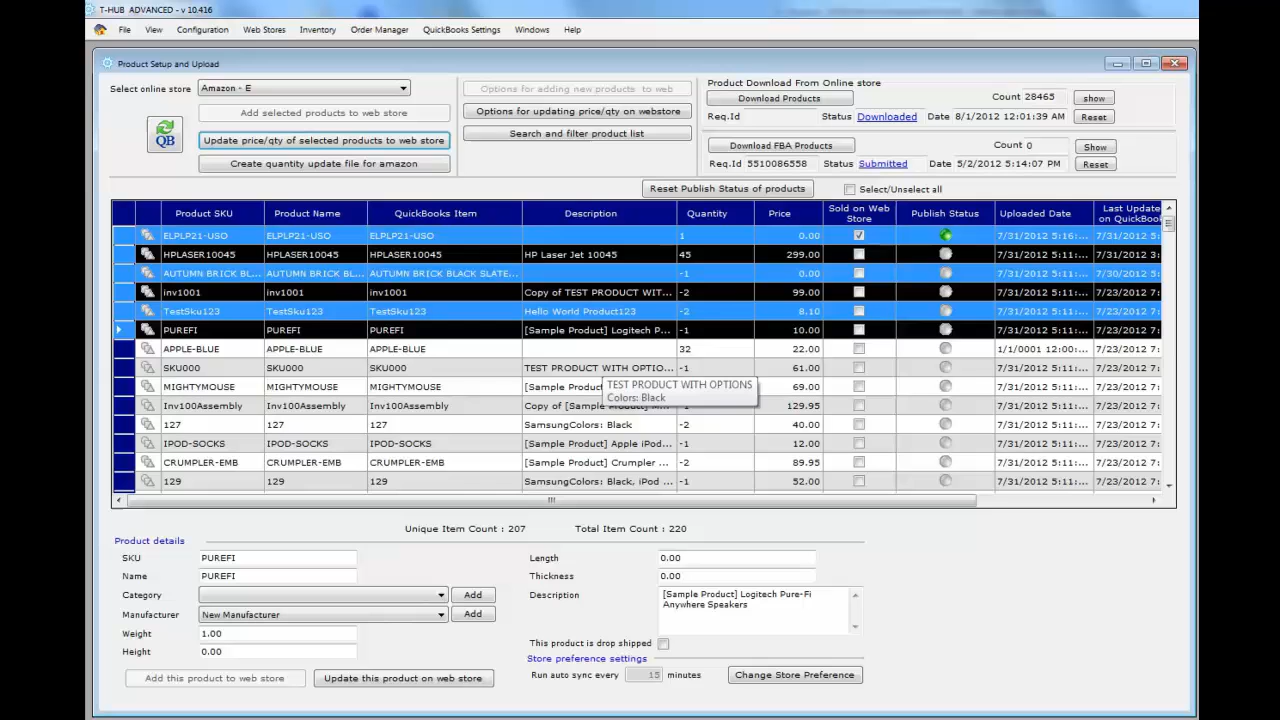 T-HUB ADVANCED - v 10.416
File View Configuration Web Stores Inventory Order Manager QuickBooks Settings Windows Help
Product Setup and Upload
Select online store Amazon - E
Add selected products to web store
QB
Update price/qty of selected products to web store
Create quantity update file for amazon
Options for adding new products to web
Options for updating price/qty on webstore
Search and filter product list
Product Download From Online store
Download Products Count 28465 show
Req.Id Status Downloaded Date 8/1/2012 12:01:39 AM Reset
Download FBA Products Count 0 Show
Req.Id 5510086558 Status Submitted Date 5/2/2012 5:14:07 PM Reset
Reset Publish Status of products Select/Unselect all
Product SKU Product Name QuickBooks Item Description Quantity Price Sold on Web Store Publish Status Uploaded Date Last Update on QuickBook
ELPLP21-USO ELPLP21-USO ELPLP21-USO 1 0.00 7/31/2012 5:16:... 7/31/2012 5:
HPLASER10045 HPLASER10045 HPLASER10045 HP Laser Jet 10045 45 299.00 7/31/2012 5:11:... 7/31/2012 3:
AUTUMN BRICK BL... AUTUMN BRICK BL... AUTUMN BRICK BLACK SLATE... -1 0.00 7/31/2012 5:11:... 7/30/2012 5:
inv1001 inv1001 inv1001 Copy of TEST PRODUCT WIT... -2 99.00 7/31/2012 5:11:... 7/23/2012 7:
TestSku123 TestSku123 TestSku123 Hello World Product123 -2 8.10 7/31/2012 5:11:... 7/23/2012 7:
PUREFI PUREFI PUREFI [Sample Product] Logitech P... -1 10.00 7/31/2012 5:11:... 7/23/2012 7:
APPLE-BLUE APPLE-BLUE APPLE-BLUE 32 22.00 1/1/0001 12:00:... 7/23/2012 7:
SKU000 SKU000 SKU000 TEST PRODUCT WITH OPTIO... -1 61.00 7/31/2012 5:11:... 7/23/2012 7:
MIGHTYMOUSE MIGHTYMOUSE MIGHTYMOUSE [Sample Product 69.00 7/31/2012 5:11:... 7/23/2012 7:
TEST PRODUCT WITH OPTIONS
Colors: Black
Inv100Assembly Inv100Assembly Inv100Assembly Copy of [Sample Product] M... -1 129.95 7/31/2012 5:11:... 7/23/2012 7:
127 127 127 SamsungColors: Black -2 40.00 7/31/2012 5:11:... 7/23/2012 7:
IPOD-SOCKS IPOD-SOCKS IPOD-SOCKS [Sample Product] Apple iPod... -1 12.00 7/31/2012 5:11:... 7/23/2012 7:
CRUMPLER-EMB CRUMPLER-EMB CRUMPLER-EMB [Sample Product] Crumpler ... -2 89.95 7/31/2012 5:11:... 7/23/2012 7:
129 129 129 SamsungColors: Black, iPod ... -1 52.00 7/31/2012 5:11:... 7/23/2012 7:
Unique Item Count : 207 Total Item Count : 220
Product details
SKU PUREFI
Name PUREFI
Category Add
Manufacturer New Manufacturer Add
Weight 1.00
Height 0.00
Add this product to web store Update this product on web store
Length 0.00
Thickness 0.00
Description [Sample Product] Logitech Pure-Fi
Anywhere Speakers
This product is drop shipped
Store preference settings
Run auto sync every 15 minutes Change Store Preference